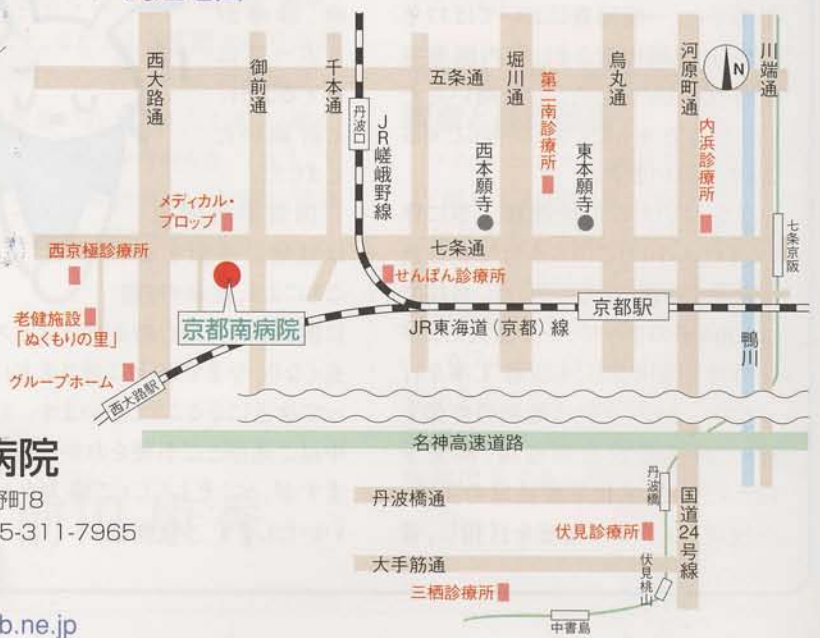 西大路通
御前通
千本通
五条通
堀川通
烏丸通
河原町通
川端通
N
丹波口
JR嵯峨野線
第二南診療所
西本願寺
東本願寺
内浜診療所
メディカル・
プロップ
西京極診療所
七条通
七条京阪
せんぽん診療所
老健施設
「ぬくもりの里」
京都南病院
京都駅
JR東海道(京都)線
鴨川
グループホーム
西大路駅
名神高速道路
病院
野町8
5-311-7965
丹波橋通
丹波橋
国道24号線
伏見診療所
大手筋通
伏見桃山
三栖診療所
中書島
b.ne.jp